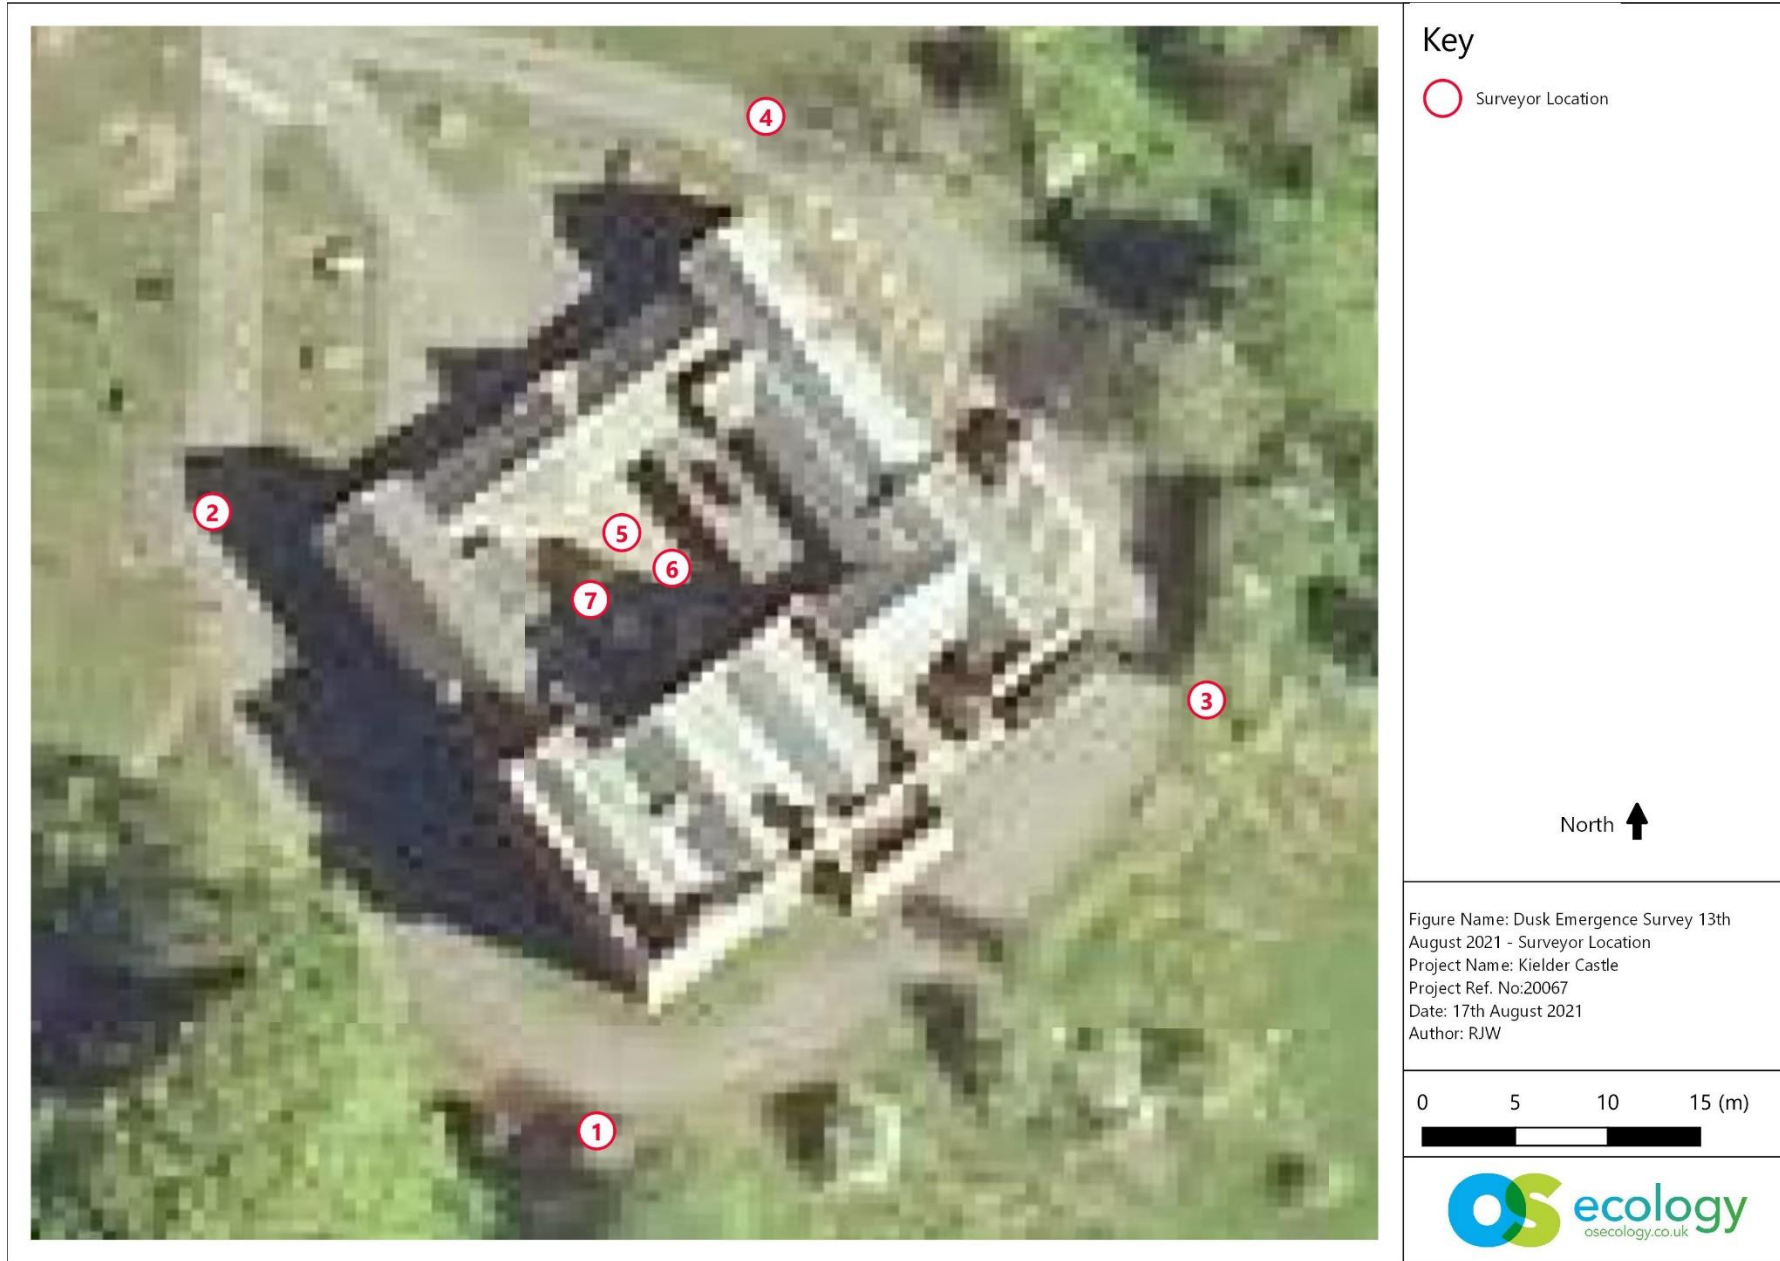 Key
Surveyor Location
4
2
5
6
7
3
1
North
Figure Name: Dusk Emergence Survey 13th
August 2021 - Surveyor Location
Project Name: Kielder Castle
Project Ref. No:20067
Date: 17th August 2021
Author: RJW
0 5 10 15 (m)
OS ecology
osecology.co.uk